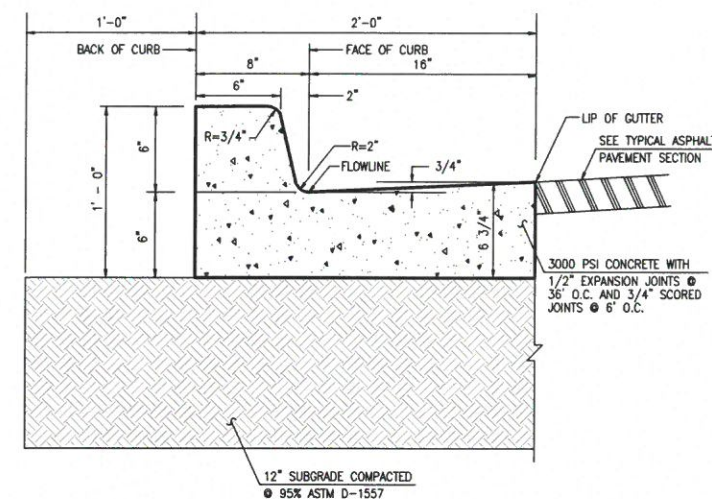 1'-0"
2'-0"
BACK OF CURB
FACE OF CURB
8"
16"
6"
2"
R=3/4"
R=2"
FLOWLINE
3/4"
LIP OF GUTTER
SEE TYPICAL ASPHALT
PAVEMENT SECTION
1' - 0"
6"
6"
6 3/4"
3000 PSI CONCRETE WITH
1/2" EXPANSION JOINTS @
36' O.C. AND 3/4" SCORED
JOINTS @ 6' O.C.
12" SUBGRADE COMPACTED
@ 95% ASTM D-1557